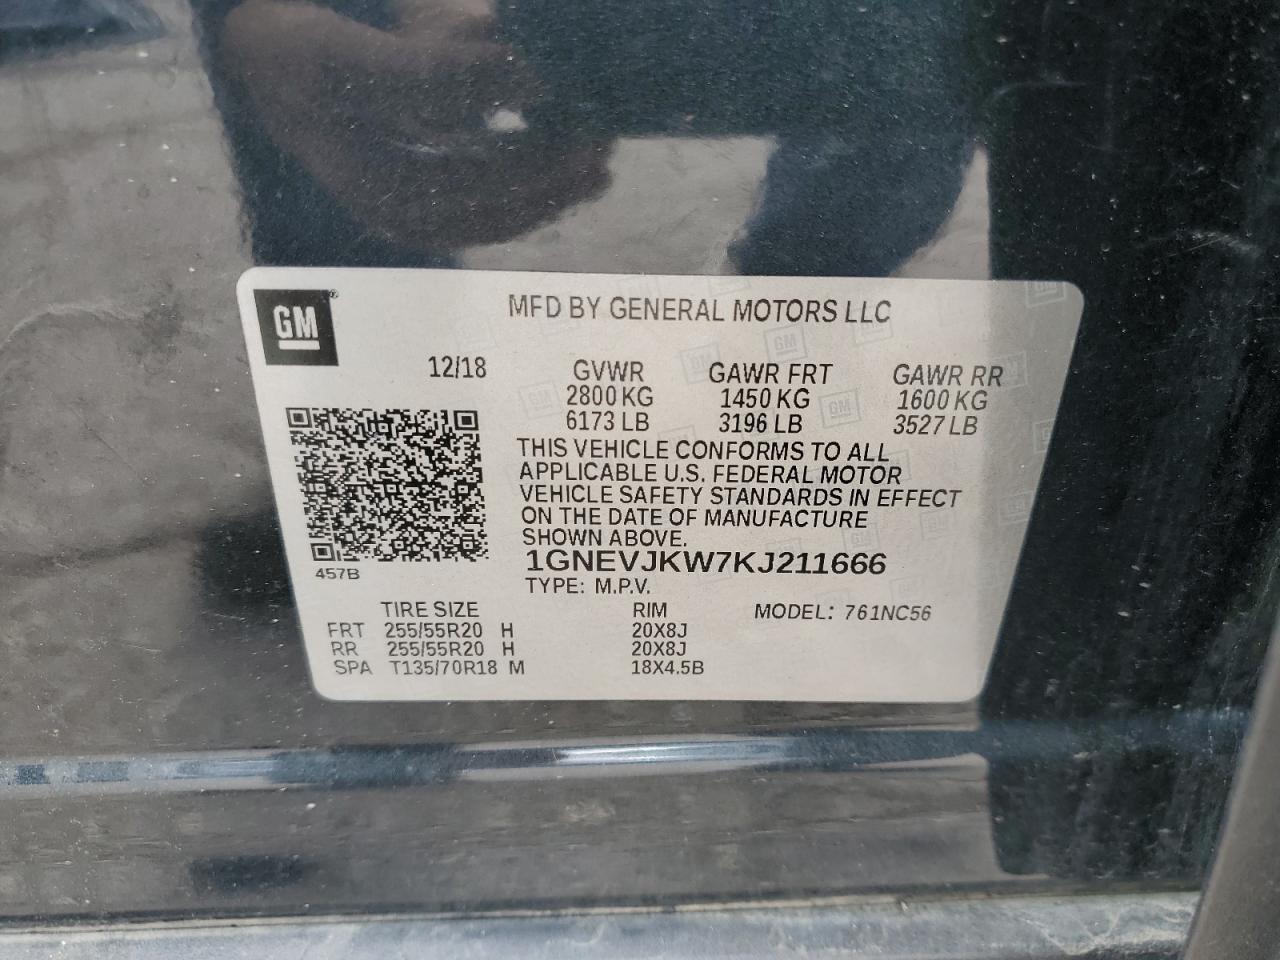 GM
MFD BY GENERAL MOTORS LLC
12/18 GVWR GAWR FRT GAWR RR
2800 KG 1450 KG 1600 KG
6173 LB 3196 LB 3527 LB
THIS VEHICLE CONFORMS TO ALL
APPLICABLE U.S. FEDERAL MOTOR
VEHICLE SAFETY STANDARDS IN EFFECT
ON THE DATE OF MANUFACTURE
SHOWN ABOVE.
1GNEVJKW7KJ211666
457B
TYPE: M.P.V.
TIRE SIZE RIM MODEL: 761NC56
FRT 255/55R20 H 20X8J
RR 255/55R20 H 20X8J
SPA T135/70R18 M 18X4.5B